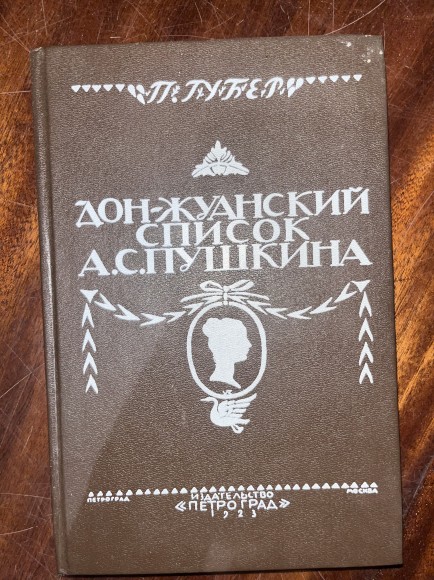 П. ГУБЕР
ДОН-ЖУАНСКИЙ
СПИСОК
А.С. ПУШКИНА
ПЕТРОГРАД ИЗДАТЕЛЬСТВО МОСКВА
«ПЕТРОГРАД»
1923